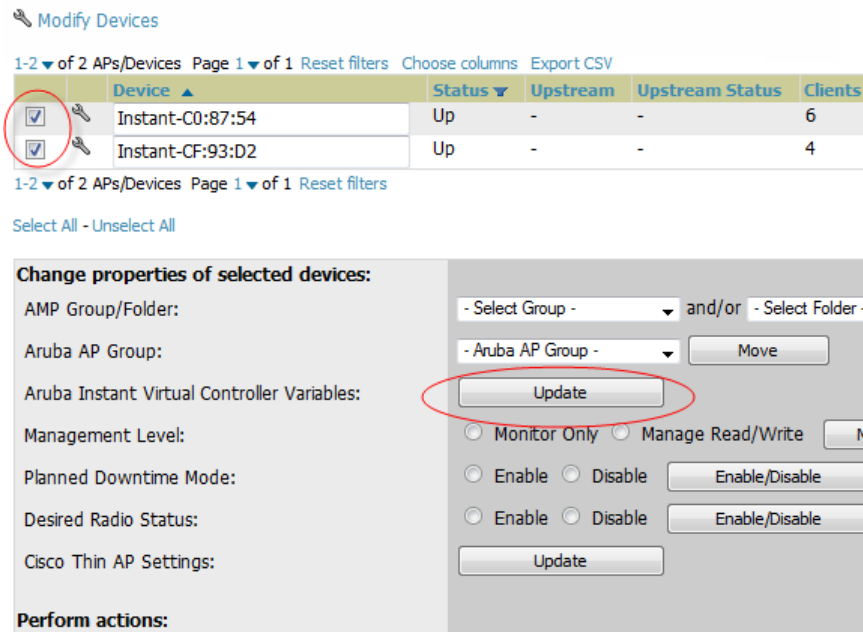 Modify Devices
1-2 of 2 APs/Devices Page 1 of 1 Reset filters Choose columns Export CSV
Device Status Upstream Upstream Status Clients
Instant-C0:87:54 Up - - 6
Instant-CF:93:D2 Up - - 4
1-2 of 2 APs/Devices Page 1 of 1 Reset filters
Select All - Unselect All
Change properties of selected devices:
AMP Group/Folder: - Select Group - and/or - Select Folder -
Aruba AP Group: - Aruba AP Group - Move
Aruba Instant Virtual Controller Variables: Update
Management Level: Monitor Only Manage Read/Write
Planned Downtime Mode: Enable Disable Enable/Disable
Desired Radio Status: Enable Disable Enable/Disable
Cisco Thin AP Settings: Update
Perform actions: